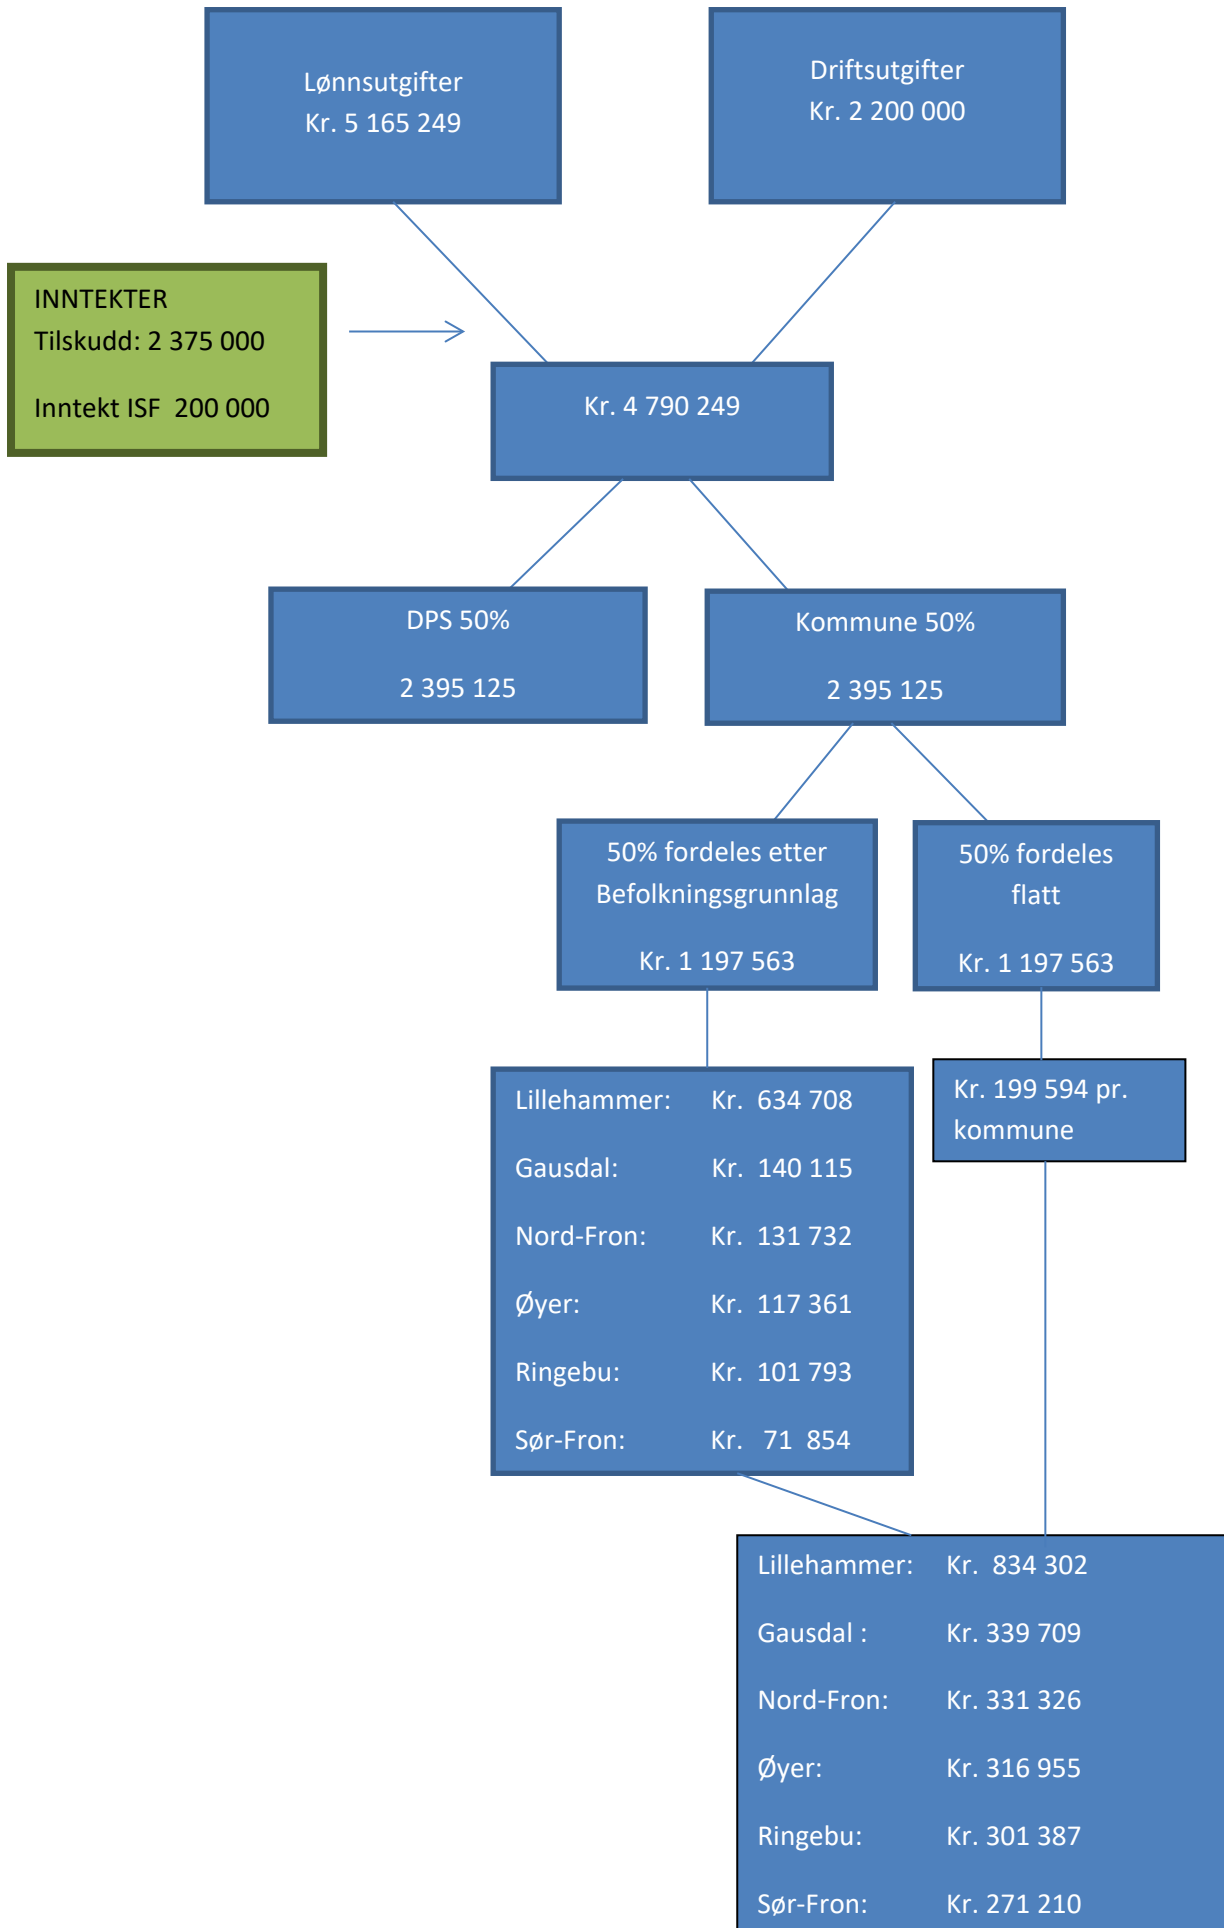 Lønnsutgifter
Kr. 5 165 249
Driftsutgifter
Kr. 2 200 000
INNTEKTER
Tilskudd: 2 375 000
Inntekt ISF  200 000
Kr. 4 790 249
DPS 50%
2 395 125
Kommune 50%
2 395 125
50% fordeles etter
Befolkningsgrunnlag
Kr. 1 197 563
50% fordeles
flatt
Kr. 1 197 563
Lillehammer: Kr.  634 708
Gausdal: Kr.  140 115
Nord-Fron: Kr.  131 732
Øyer: Kr.  117 361
Ringebu: Kr.  101 793
Sør-Fron: Kr.   71  854
Kr. 199 594 pr.
kommune
Lillehammer: Kr.  834 302
Gausdal : Kr. 339 709
Nord-Fron: Kr. 331 326
Øyer: Kr. 316 955
Ringebu: Kr. 301 387
Sør-Fron: Kr. 271 210